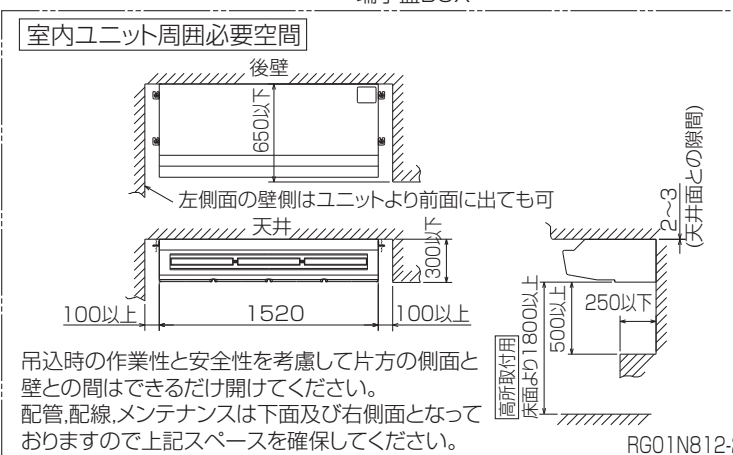 室内ユニット周囲必要空間
後壁
650以下
左側面の壁側はユニットより前面に出ても可
天井
300以下
100以上
1520
100以上
2~3
(天井面との隙間)
250以下
500以上
高所取付用
床面より1800以上
吊込時の作業性と安全性を考慮して片方の側面と
壁との間はできるだけ開けてください。
配管,配線,メンテナンスは下面及び右側面となって
おりますので上記スペースを確保してください。